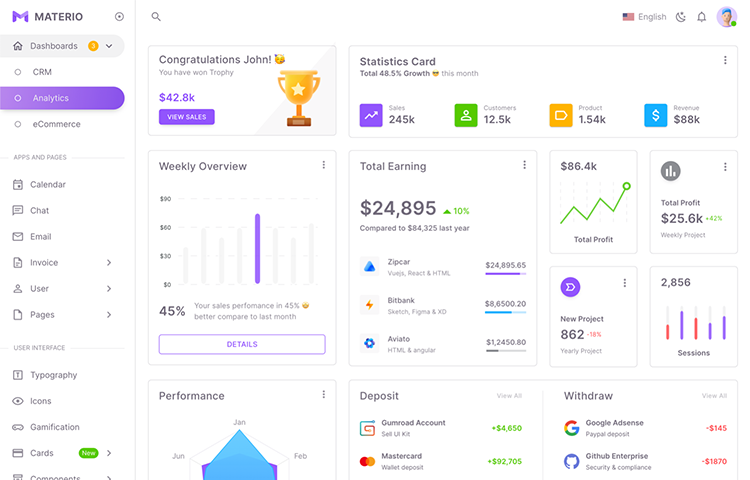 MATERIO
English
Dashboards 3
CRM
Analytics
eCommerce
APPS AND PAGES
Calendar
Chat
Email
Invoice
User
Pages
USER INTERFACE
Typography
Icons
Gamification
Cards New
Components
Congratulations John! 🥳
You have won Trophy
$42.8k
VIEW SALES
Statistics Card
Total 48.5% Growth 😎 this month
Sales
245k
Customers
12.5k
Product
1.54k
Revenue
$88k
Weekly Overview
$90
$60
$30
$0
45%
Your sales perfomance in 45% 🤩
better compare to last month
DETAILS
Total Earning
$24,895 10%
Compared to $84,325 last year
Zipcar
Vuejs, React & HTML
$24,895.65
Bitbank
Sketch, Figma & XD
$8,6500.20
Aviato
HTML & angular
$1,2450.80
$86.4k
Total Profit
Total Profit
$25.6k +42%
Weekly Project
New Project
862 -18%
Yearly Project
2,856
Sessions
Performance
Jan
Jun
Feb
Deposit
View All
Gumroad Account
Sell UI Kit
+$4,650
Mastercard
Wallet deposit
+$92,705
Withdraw
View All
Google Adsense
Paypal deposit
-$145
Github Enterprise
Security & compliance
-$1870